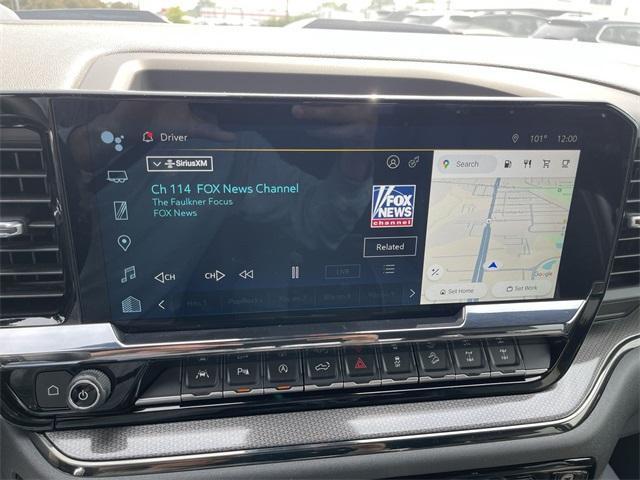 Driver
101° 12:00
SiriusXM
Search
Ch 114 FOX News Channel
The Faulkner Focus
FOX News
FOX
NEWS
channel
Related
CH CH LIVE
Google
Set Home Set Work